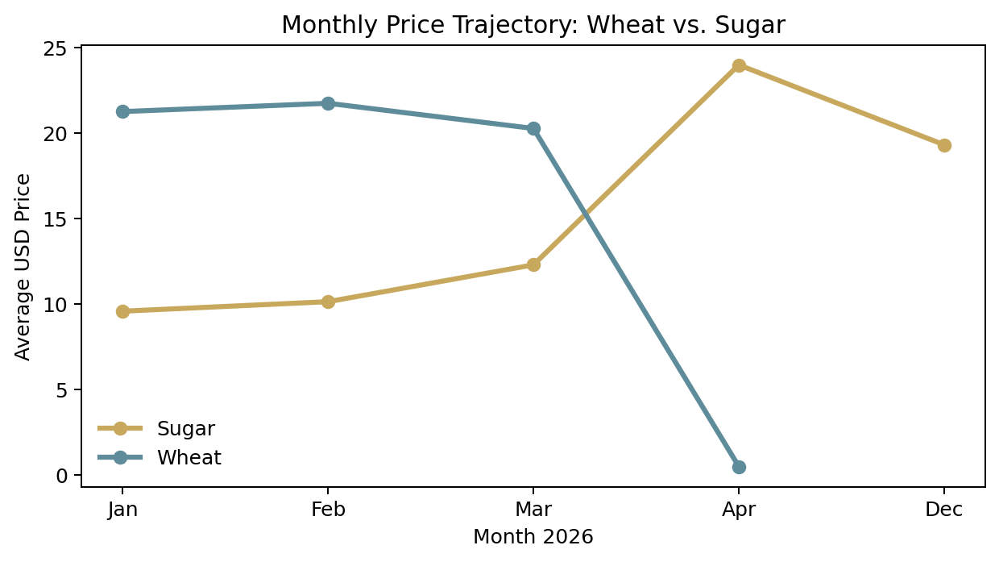 Monthly Price Trajectory: Wheat vs. Sugar
Average USD Price
25
20
15
10
5
0
Sugar
Wheat
Jan Feb Mar Apr Dec
Month 2026